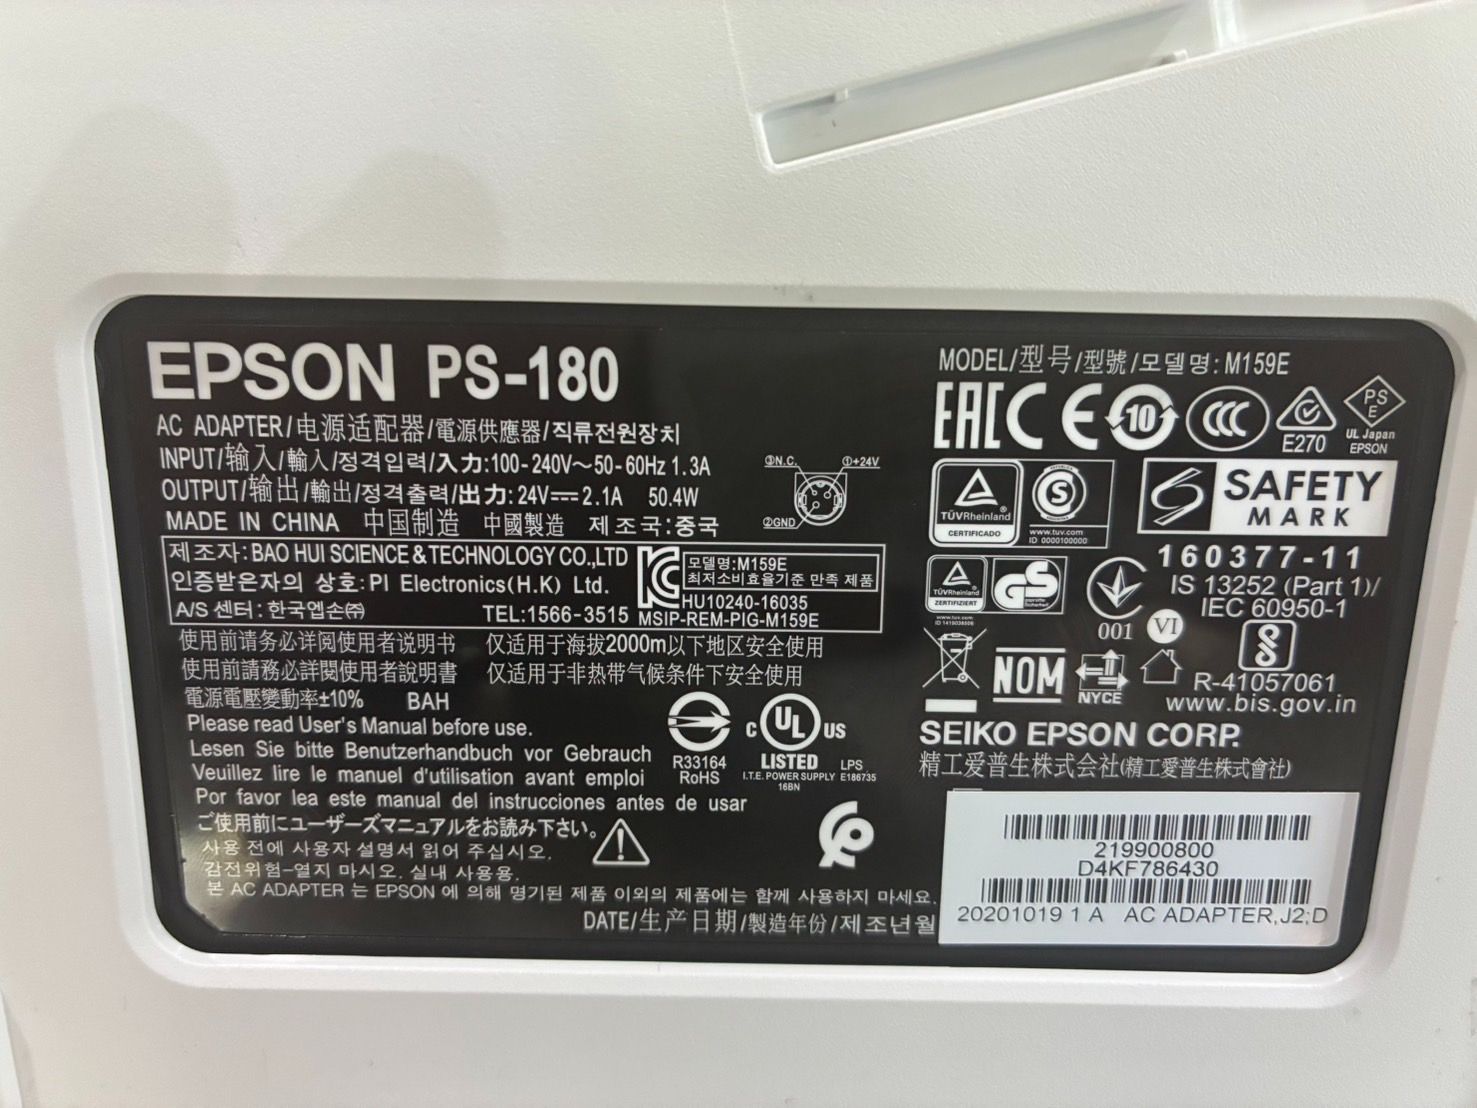 EPSON PS-180
AC ADAPTER/电源适配器/電源供應器/직류전원장치
INPUT/输入/輸入/정격입력/入力:100-240V～50-60Hz 1.3A
OUTPUT/输出/輸出/정격출력/出力:24V⎓2.1A 50.4W
MADE IN CHINA 中国制造 中國製造 제조국:중국
③N.C. ①+24V
②GND
제조자:BAO HUI SCIENCE & TECHNOLOGY CO.,LTD
인증받은자의 상호:PI Electronics(H.K) Ltd.
A/S 센터:한국엡손㈜ TEL:1566-3515
모델명:M159E
최저소비효율기준 만족 제품
HU10240-16035
MSIP-REM-PIG-M159E
使用前请务必详阅使用者说明书 仅适用于海拔2000m以下地区安全使用
使用前請務必詳閱使用者說明書 仅适用于非热带气候条件下安全使用
電源電壓變動率±10% BAH
Please read User's Manual before use.
Lesen Sie bitte Benutzerhandbuch vor Gebrauch
Veuillez lire le manuel d'utilisation avant emploi
Por favor lea este manual del instrucciones antes de usar
ご使用前にユーザーズマニュアルをお読み下さい。
사용 전에 사용자 설명서 읽어 주십시오.
감전위험-열지 마시오. 실내 사용용.
본 AC ADAPTER 는 EPSON 에 의해 명기된 제품 이외의 제품에는 함께 사용하지 마세요.
DATE/生产日期/製造年份/제조년월
R33164
RoHS
C UL US
LISTED LPS
I.T.E. POWER SUPPLY E186735
16BN
MODEL/型号/型號/모델명:M159E
EAC CE 10 CCC
E270
PS
E
UL Japan
EPSON
TÜVRheinland
CERTIFICADO
S
www.tuv.com
ID 0000100000
SAFETY
MARK
160377-11
IS 13252 (Part 1)/
IEC 60950-1
TÜVRheinland
ZERTIFIZIERT
GS
geprüfte
Sicherheit
001
VI
NOM
NYCE
R-41057061
www.bis.gov.in
SEIKO EPSON CORP.
精工爱普生株式会社(精工愛普生株式會社)
219900800
D4KF786430
20201019 1 A AC ADAPTER,J2;D